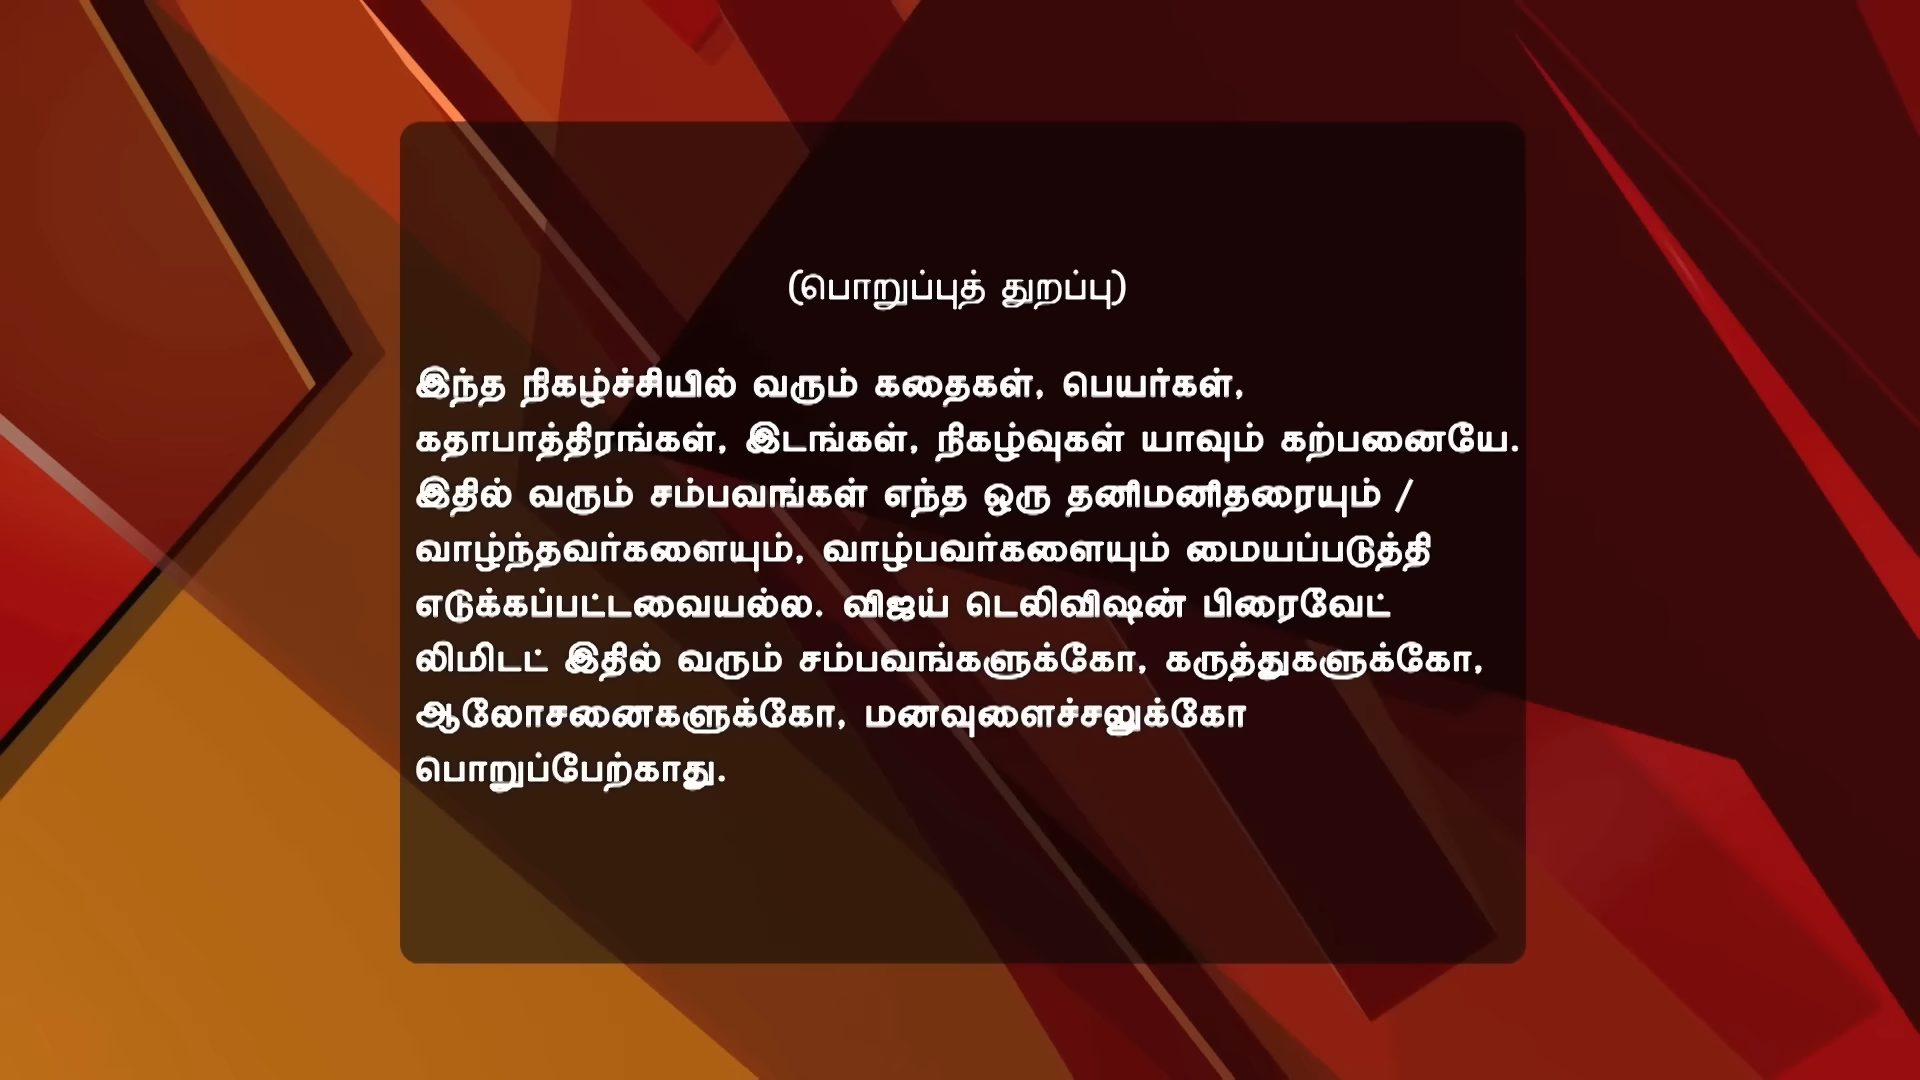 (பொறுப்புத் துறப்பு)
இந்த நிகழ்ச்சியில் வரும் கதைகள், பெயர்கள்,
கதாபாத்திரங்கள், இடங்கள், நிகழ்வுகள் யாவும் கற்பனையே.
இதில் வரும் சம்பவங்கள் எந்த ஒரு தனிமனிதரையும் /
வாழ்ந்தவர்களையும், வாழ்பவர்களையும் மையப்படுத்தி
எடுக்கப்பட்டவையல்ல. விஜய் டெலிவிஷன் பிரைவேட்
லிமிடட் இதில் வரும் சம்பவங்களுக்கோ, கருத்துகளுக்கோ,
ஆலோசனைகளுக்கோ, மனவுளைச்சலுக்கோ
பொறுப்பேற்காது.